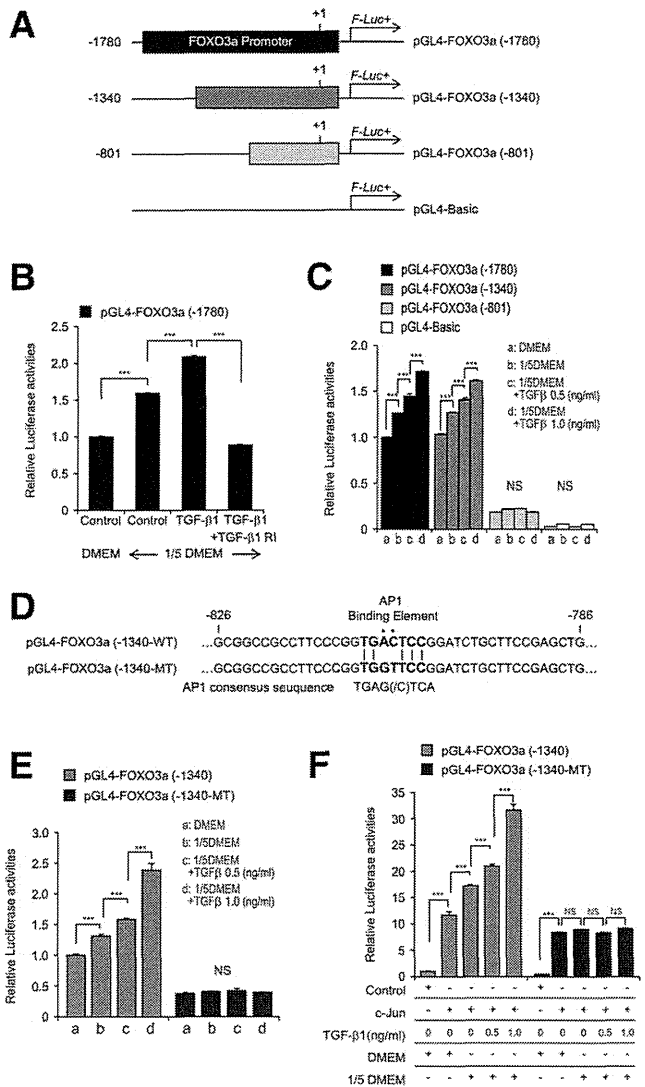 A
+1
F-Luc+
-1780
FOXO3a Promoter
pGL4-FOXO3a (-1780)
+1
F-Luc+
-1340
pGL4-FOXO3a (-1340)
+1
F-Luc+
-801
pGL4-FOXO3a (-801)
F-Luc+
pGL4-Basic
B
pGL4-FOXO3a (-1780)
Relative Luciferase activities
2.5
2.0
1.5
1.0
0.5
0
***
***
***
Control
Control
TGF-β1
TGF-β1
+TGF-β1 RI
DMEM
1/5 DMEM
C
pGL4-FOXO3a (-1780)
pGL4-FOXO3a (-1340)
pGL4-FOXO3a (-801)
pGL4-Basic
Relative Luciferase activities
2.0
1.5
1.0
0.5
0
***
***
***
***
***
***
NS
NS
a: DMEM
b: 1/5DMEM
c: 1/5DMEM
+TGFβ 0.5 (ng/ml)
d: 1/5DMEM
+TGFβ 1.0 (ng/ml)
a b c d
a b c d
a b c d
a b c d
D
AP1
Binding Element
-826
-786
pGL4-FOXO3a (-1340-WT)
...GCGGCCGCCTTCCCGGTGACTCCGGATCTGCTTCCGAGCTG...
pGL4-FOXO3a (-1340-MT)
...GCGGCCGCCTTCCCGGTGGTTCCGGATCTGCTTCCGAGCTG...
AP1 consensus seuquence
TGAG(/C)TCA
E
pGL4-FOXO3a (-1340)
pGL4-FOXO3a (-1340-MT)
Relative Luciferase activities
3.0
2.5
2.0
1.5
1.0
0.5
0
***
***
***
NS
a: DMEM
b: 1/5DMEM
c: 1/5DMEM
+TGFβ 0.5 (ng/ml)
d: 1/5DMEM
+TGFβ 1.0 (ng/ml)
a b c d
a b c d
F
pGL4-FOXO3a (-1340)
pGL4-FOXO3a (-1340-MT)
Relative Luciferase activities
35
30
25
20
15
10
5
0
***
***
***
***
***
NS
NS
NS
Control + - - - - + - - - -
c-Jun - + + + + - + + + +
TGF-β1(ng/ml) 0 0 0 0.5 1.0 0 0 0 0.5 1.0
DMEM + + - - - + + - - -
1/5 DMEM - - + + + - - + + +